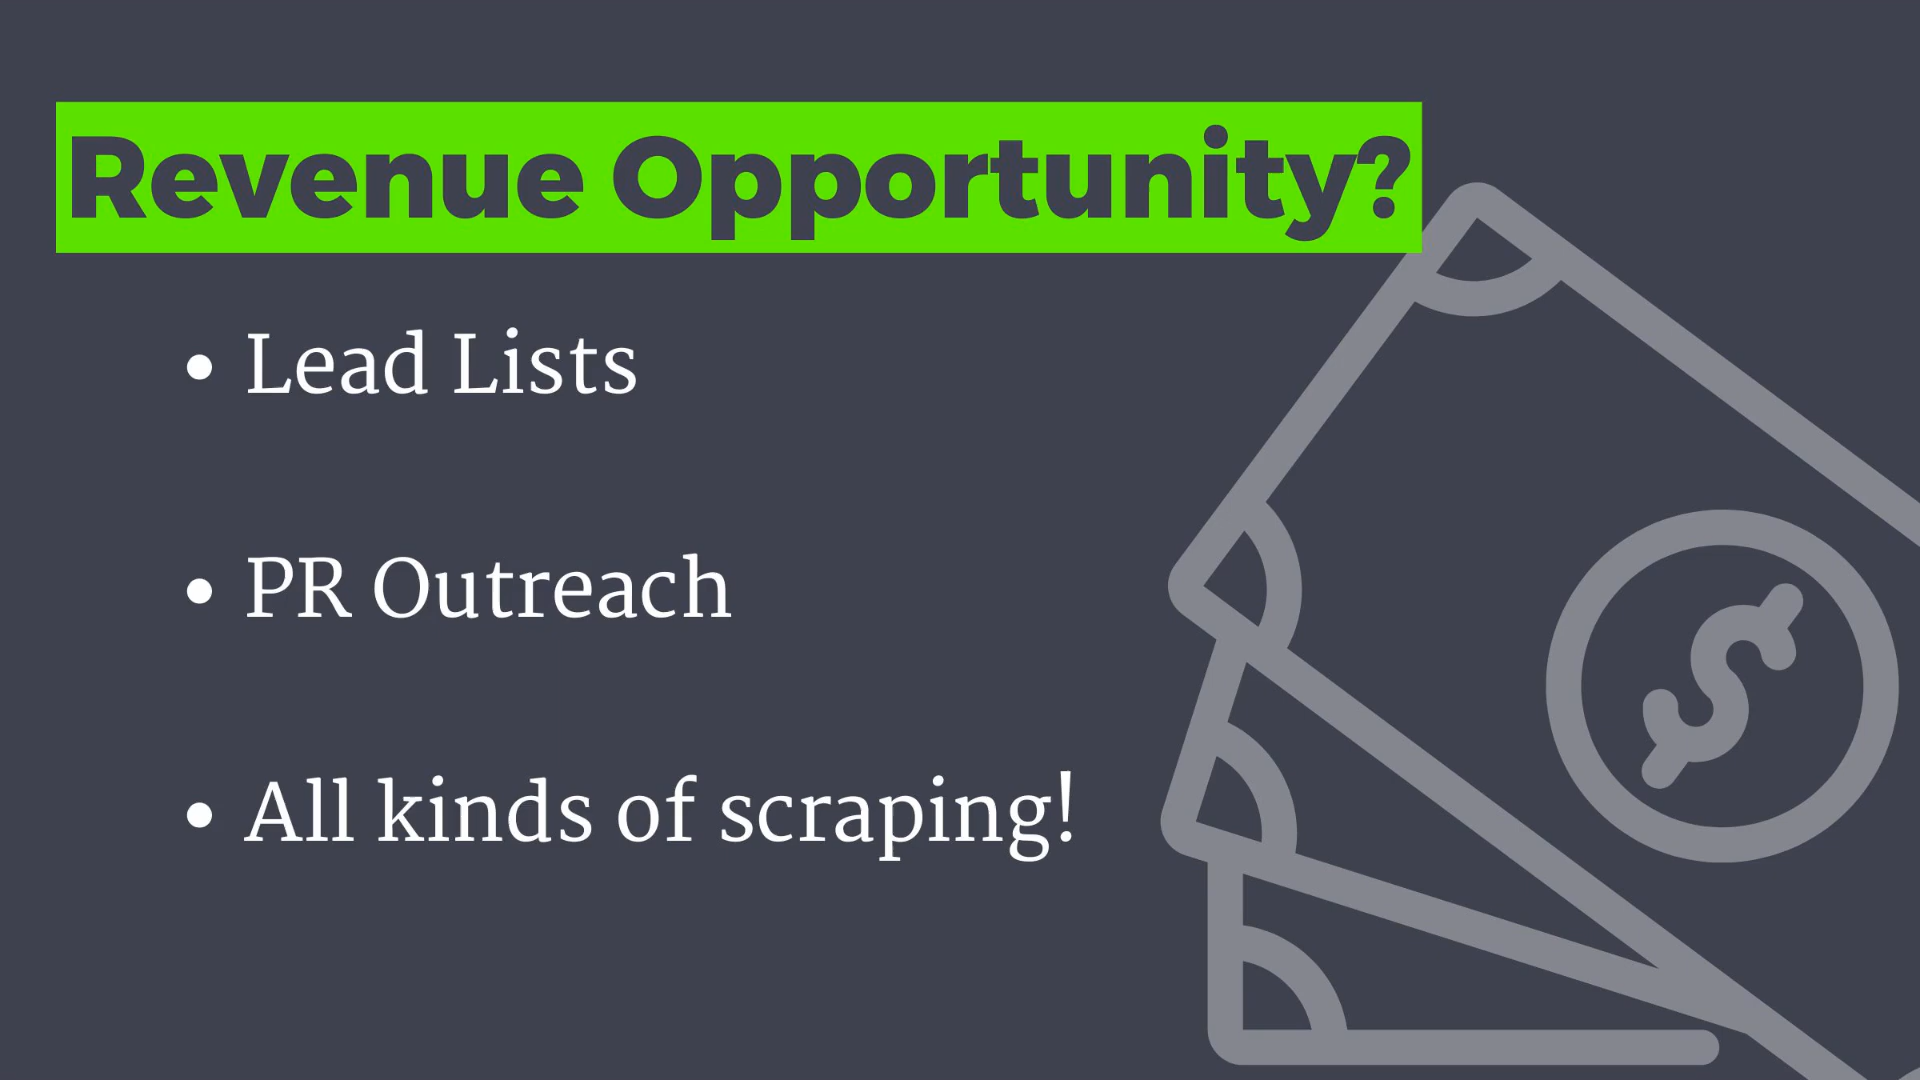 Revenue Opportunity?
• Lead Lists
• PR Outreach
• All kinds of scraping!
$